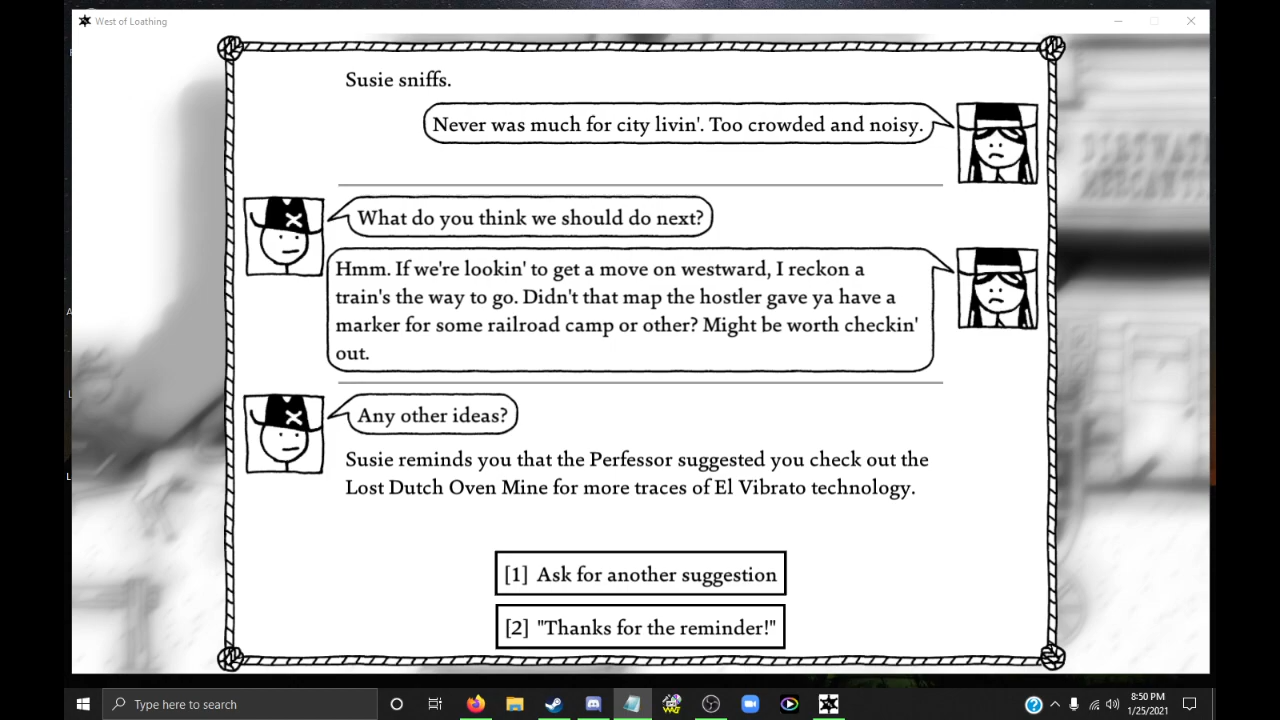 West of Loathing
Susie sniffs.
Never was much for city livin'. Too crowded and noisy.
What do you think we should do next?
Hmm. If we're lookin' to get a move on westward, I reckon a
train's the way to go. Didn't that map the hostler gave ya have a
marker for some railroad camp or other? Might be worth checkin'
out.
Any other ideas?
Susie reminds you that the Perfessor suggested you check out the
Lost Dutch Oven Mine for more traces of El Vibrato technology.
[1] Ask for another suggestion
[2] "Thanks for the reminder!"
Type here to search
8:50 PM
1/25/2021